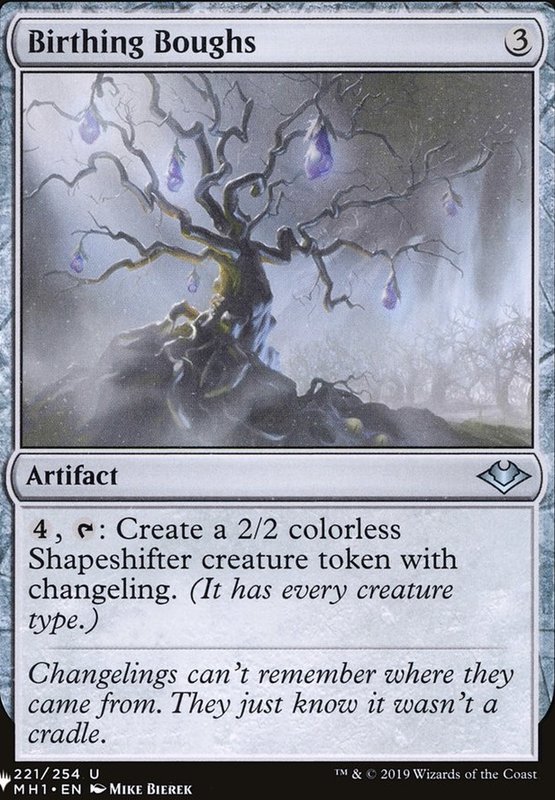 Birthing Boughs 3
Artifact
4, : Create a 2/2 colorless
Shapeshifter creature token with
changeling. (It has every creature
type.)
Changelings can't remember where they
came from. They just know it wasn't a
cradle.
221/254 U
MH1 • EN Mike Bierek
™ & © 2019 Wizards of the Coast